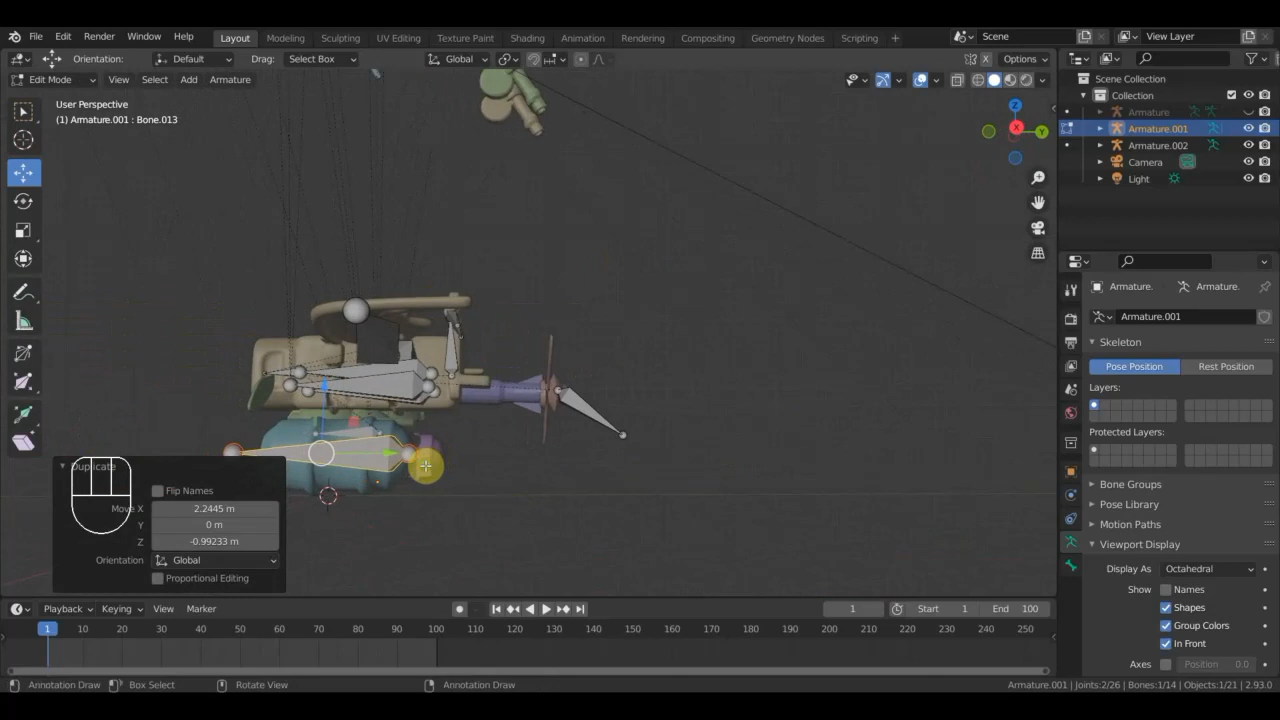 File Edit Render Window Help Layout Modeling Sculpting UV Editing Texture Paint Shading Animation Rendering Compositing Geometry Nodes Scripting + Scene View Layer
Orientation: Default Drag: Select Box Global X Options
Edit Mode View Select Add Armature
User Perspective
(1) Armature.001 : Bone.013
Z
X
Y
Scene Collection
Collection
Armature
Armature.001
Armature.002
Camera
Light
Armature. Armature.
Armature.001
Skeleton
Pose Position Rest Position
Layers:
Protected Layers:
Bone Groups
Pose Library
Motion Paths
Viewport Display
Display As Octahedral
Show Names
Shapes
Group Colors
In Front
Axes Position 0.0
Duplicate
Flip Names
Move X 2.2445 m
Y 0 m
Z -0.99233 m
Orientation Global
Proportional Editing
Playback Keying View Marker 1 Start 1 End 100
1 10 20 30 40 50 60 70 80 90 100 110 120 130 140 150 160 170 180 190 200 210 220 230 240 250
Annotation Draw Box Select Rotate View Annotation Draw Armature.001 | Joints:2/26 | Bones:1/14 | Objects:1/21 | 2.93.0